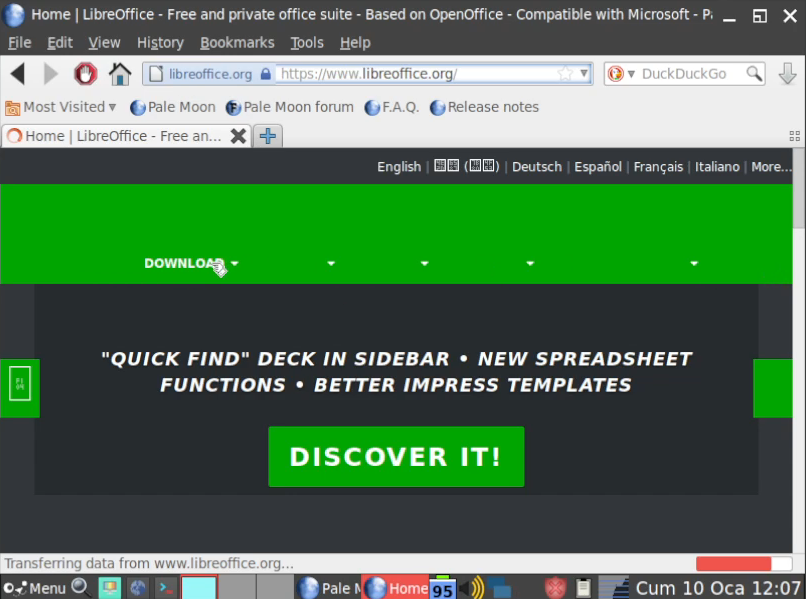 Home | LibreOffice - Free and private office suite - Based on OpenOffice - Compatible with Microsoft -
File Edit View History Bookmarks Tools Help
libreoffice.org https://www.libreoffice.org/ DuckDuckGo
Most Visited Pale Moon Pale Moon forum F.A.Q. Release notes
Home | LibreOffice - Free an...
English | Deutsch | Español | Français | Italiano | More...
DOWNLOAD
"QUICK FIND" DECK IN SIDEBAR • NEW SPREADSHEET
FUNCTIONS • BETTER IMPRESS TEMPLATES
DISCOVER IT!
Transferring data from www.libreoffice.org...
Menu Pale Home 95 Cum 10 Oca 12:07